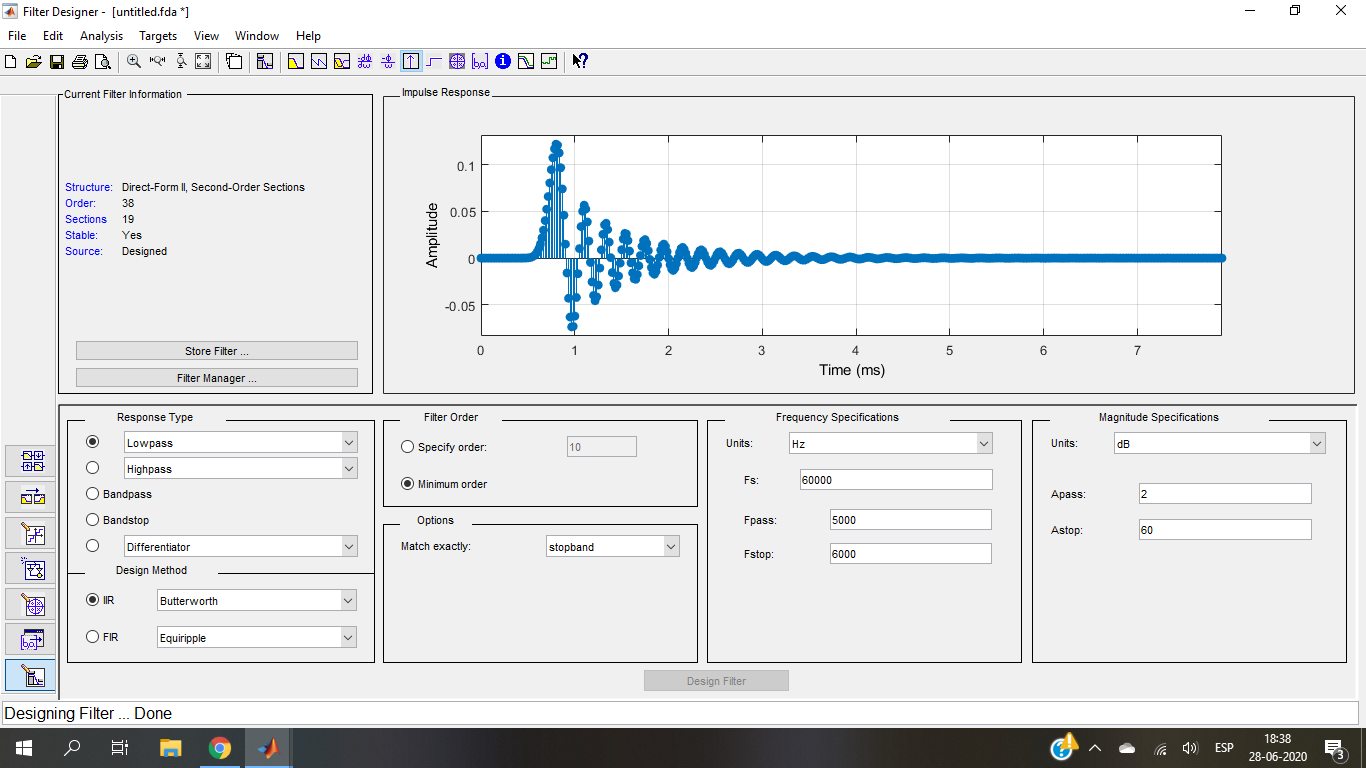 Filter Designer - [untitled.fda *]
File Edit Analysis Targets View Window Help
Current Filter Information
Structure: Direct-Form II, Second-Order Sections
Order: 38
Sections 19
Stable: Yes
Source: Designed
Store Filter ...
Filter Manager ...
Impulse Response
Amplitude
0.1
0.05
0
-0.05
0 1 2 3 4 5 6 7
Time (ms)
Response Type
Lowpass
Highpass
Bandpass
Bandstop
Differentiator
Design Method
IIR Butterworth
FIR Equiripple
Filter Order
Specify order: 10
Minimum order
Options
Match exactly: stopband
Frequency Specifications
Units: Hz
Fs: 60000
Fpass: 5000
Fstop: 6000
Magnitude Specifications
Units: dB
Apass: 2
Astop: 60
Design Filter
Designing Filter ... Done
ESP
18:38
28-06-2020
3